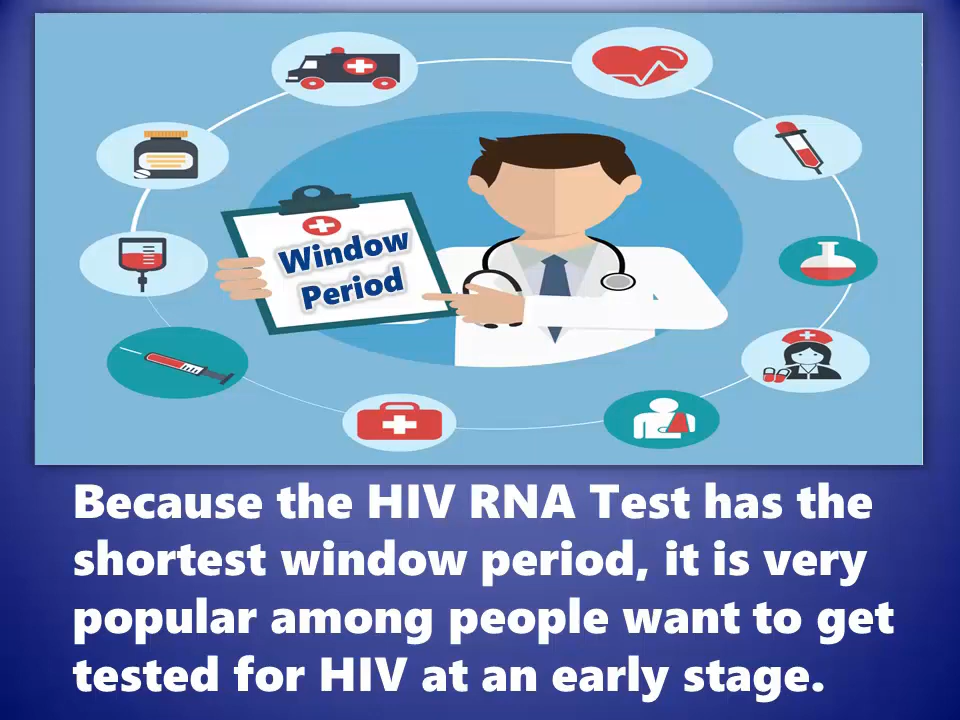 Window
Period
Because the HIV RNA Test has the
shortest window period, it is very
popular among people want to get
tested for HIV at an early stage.